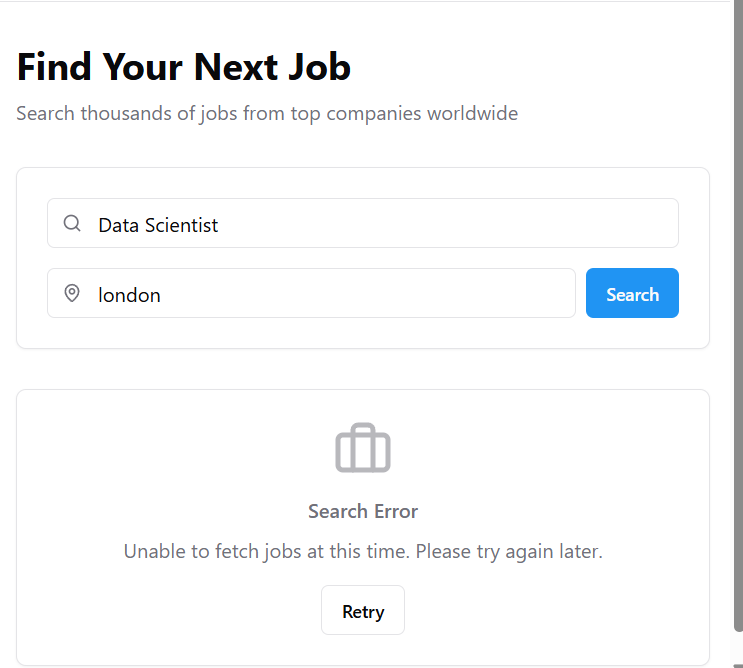 Find Your Next Job
Search thousands of jobs from top companies worldwide
Data Scientist
london
Search
Search Error
Unable to fetch jobs at this time. Please try again later.
Retry